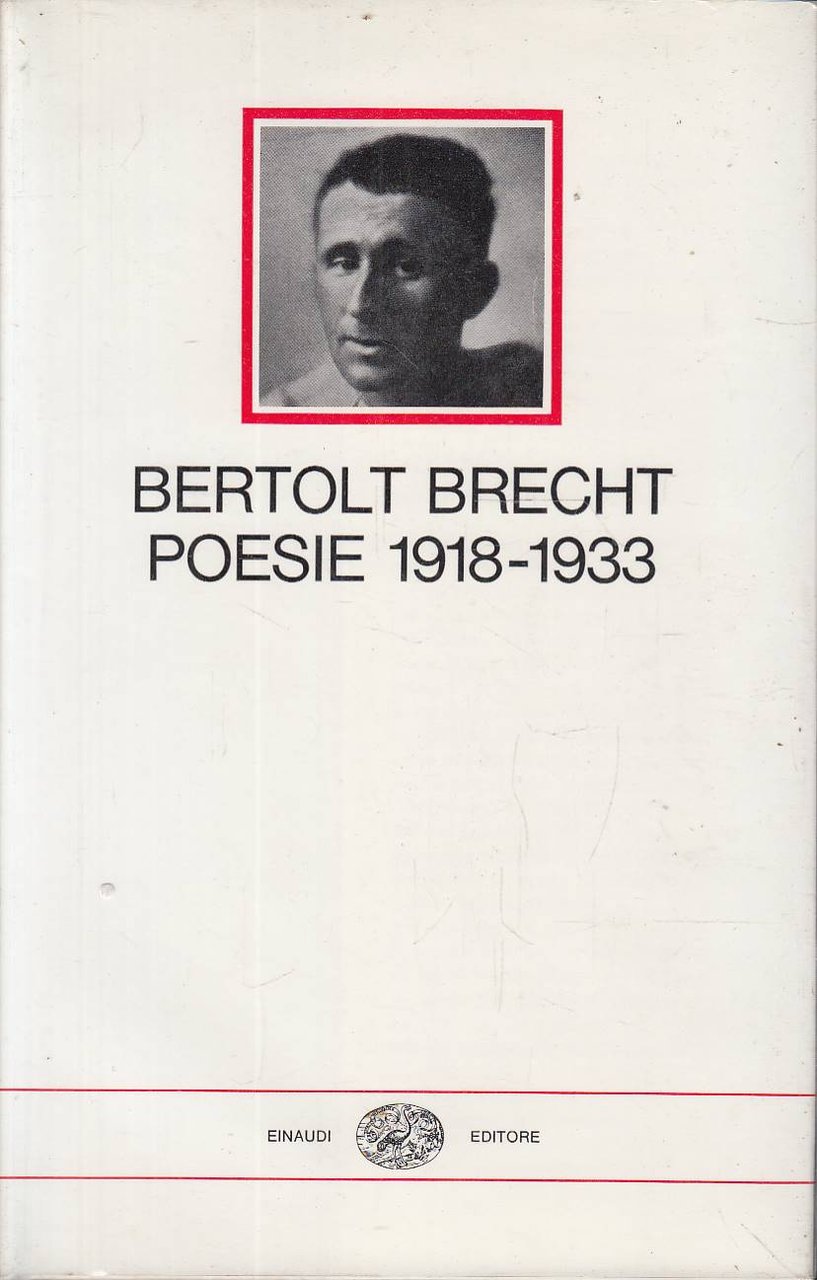 BERTOLT BRECHT
POESIE 1918-1933
EINAUDI EDITORE